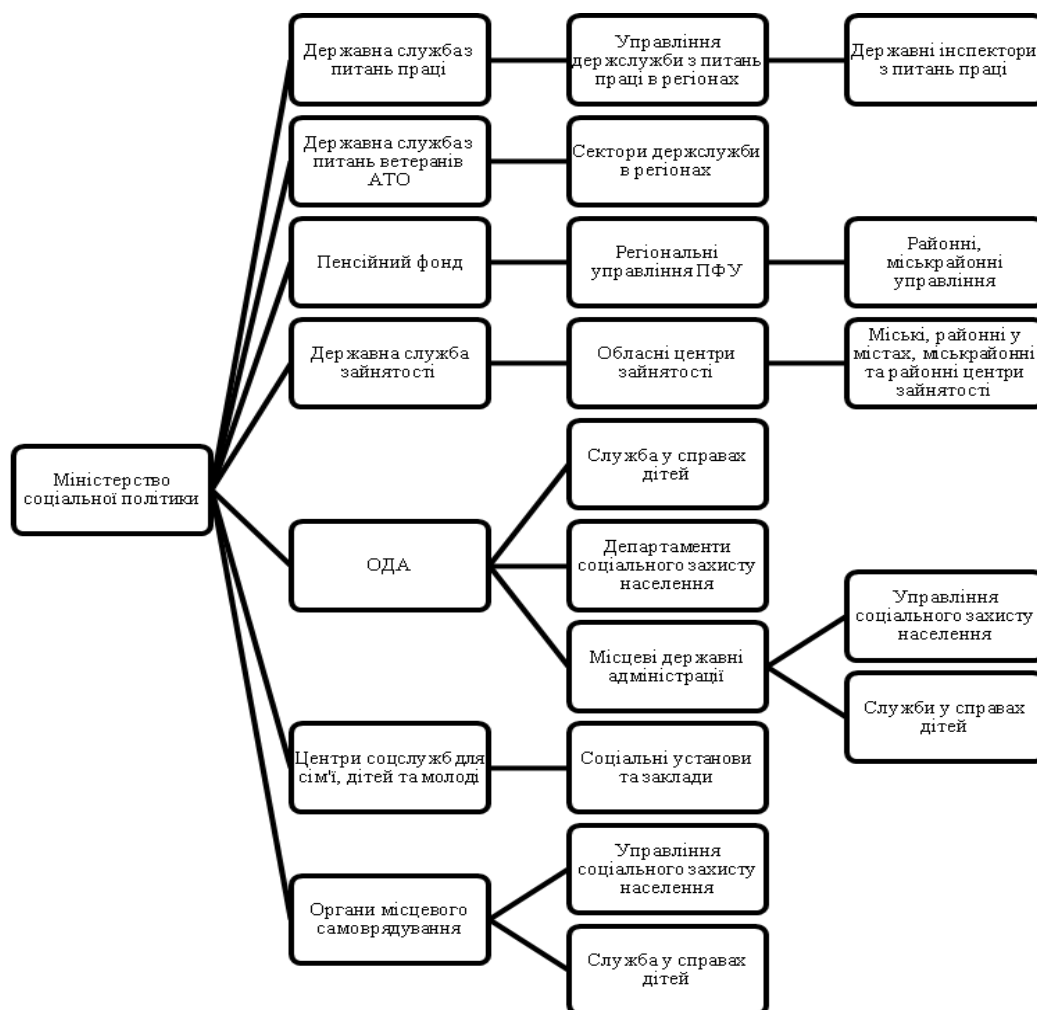 Державна служба з
питань праці
Управління
держслужби з питань
праці в регіонах
Державні інспектори
з питань праці
Державна служба з
питань ветеранів
АТО
Сектори держслужби
в регіонах
Пенсійний фонд
Регіональні
управління ПФУ
Районні,
міськрайонні
управління
Державна служба
зайнятості
Обласні центри
зайнятості
Міські, районні у
містах, міськрайонні
та районні центри
зайнятості
Міністерство
соціальної політики
ОДА
Служба у справах
дітей
Департаменти
соціального захисту
населення
Місцеві державні
адміністрації
Управління
соціального захисту
населення
Служби у справах
дітей
Центри соцслужб для
сім'ї, дітей та молоді
Соціальні установи
та заклади
Органи місцевого
самоврядування
Управління
соціального захисту
населення
Служба у справах
дітей